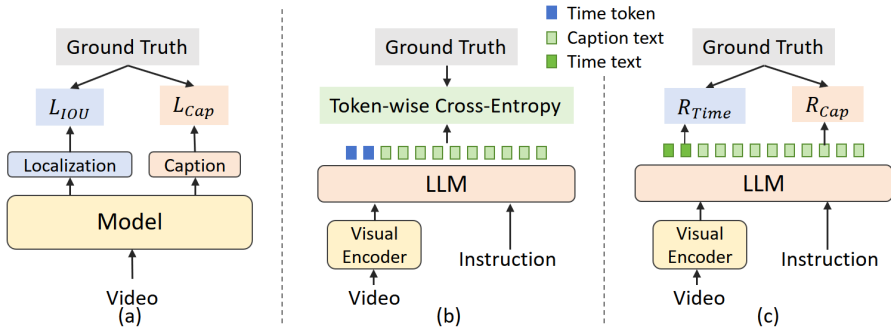 Ground Truth
L_IOU
L_Cap
Localization
Caption
Model
Video
(a)
Time token
Caption text
Time text
Ground Truth
Token-wise Cross-Entropy
LLM
Visual
Encoder
Instruction
Video
(b)
Ground Truth
R_Time
R_Cap
LLM
Visual
Encoder
Instruction
Video
(c)